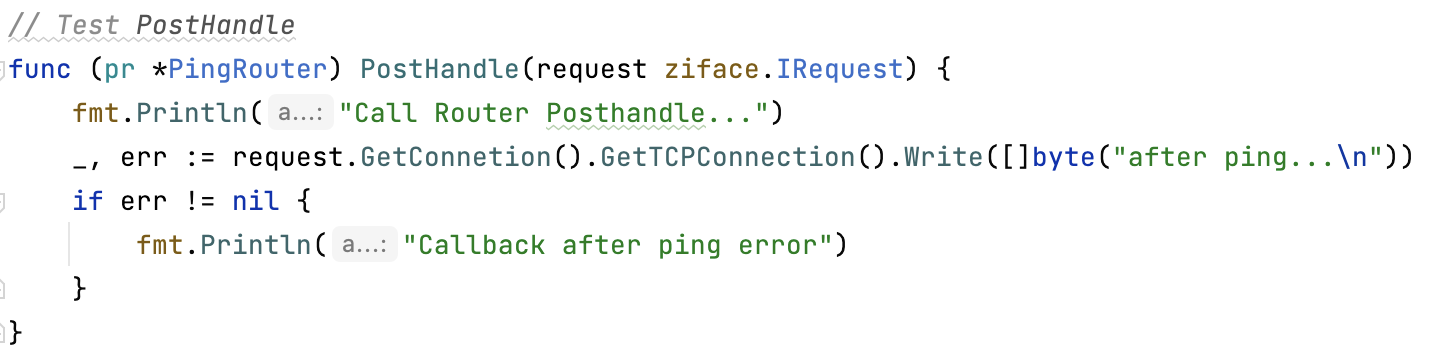 // Test PostHandle
func (pr *PingRouter) PostHandle(request ziface.IRequest) {
    fmt.Println( a...: "Call Router Posthandle...")
    _, err := request.GetConnetion().GetTCPConnection().Write([]byte("after ping...\n"))
    if err != nil {
        fmt.Println( a...: "Callback after ping error")
    }
}